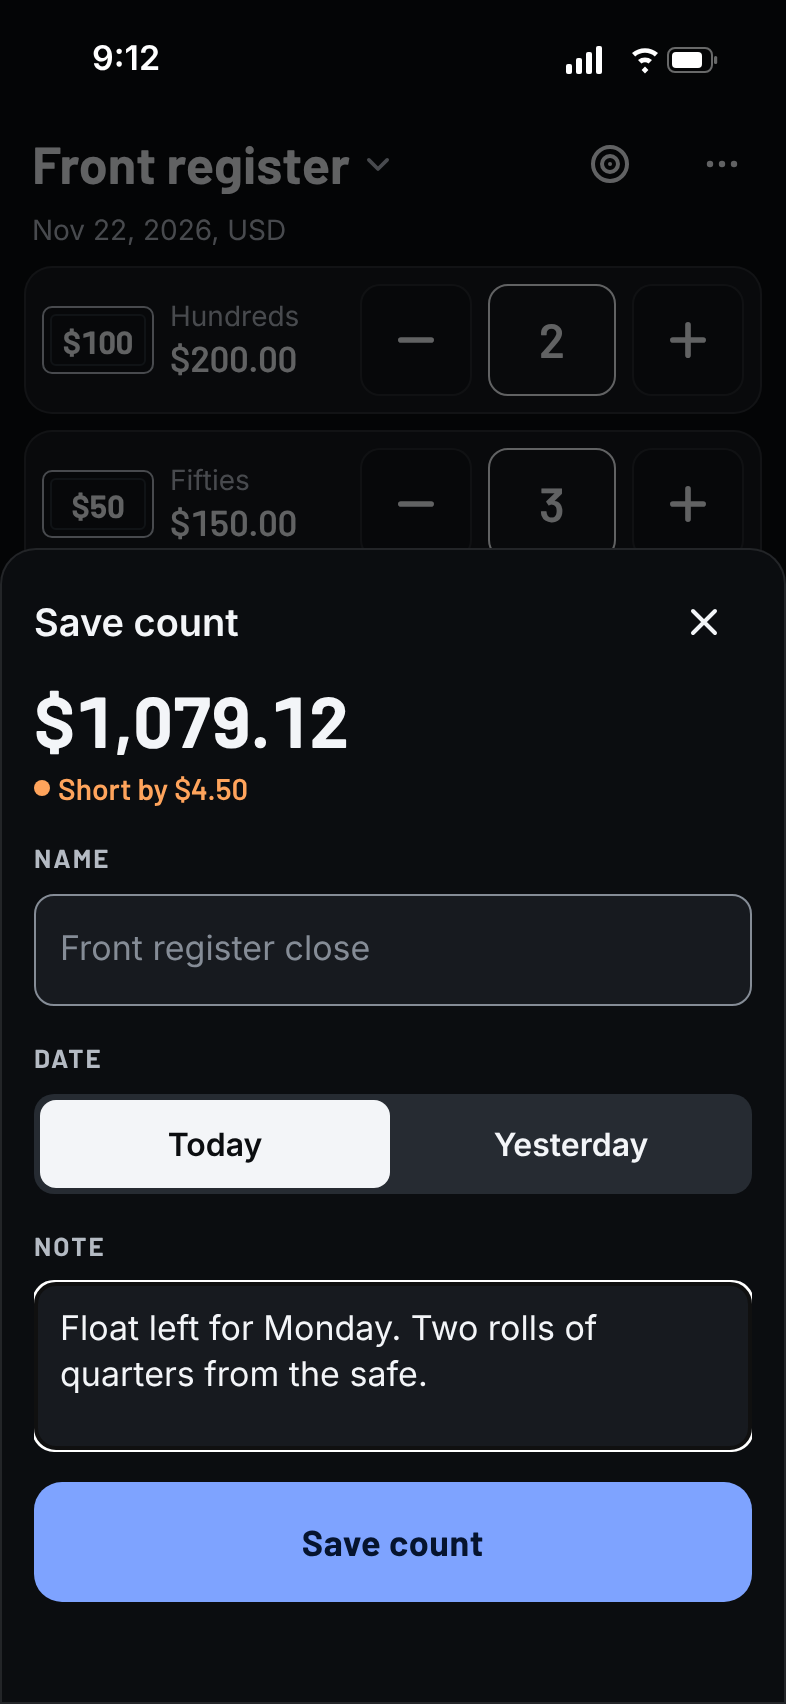 9:12
Front register
Nov 22, 2026, USD
$100
Hundreds
$200.00
2
$50
Fifties
$150.00
3
Save count
$1,079.12
Short by $4.50
NAME
Front register close
DATE
Today
Yesterday
NOTE
Float left for Monday. Two rolls of
quarters from the safe.
Save count